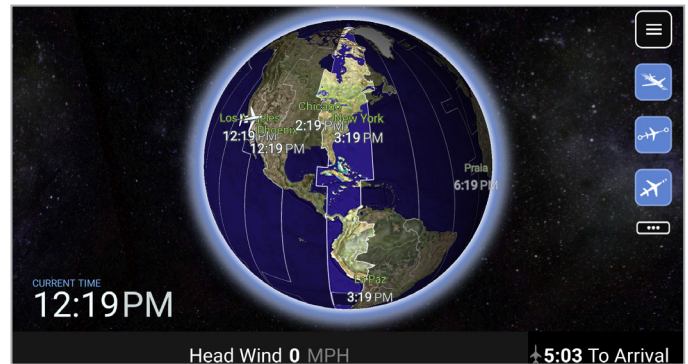 Chicago
Los Angeles
2:19 PM
New York
12:19 PM
Phoenix
3:19 PM
12:19 PM
Praia
6:19 PM
La Paz
3:19 PM
CURRENT TIME
12:19PM
Head Wind 0 MPH
5:03 To Arrival